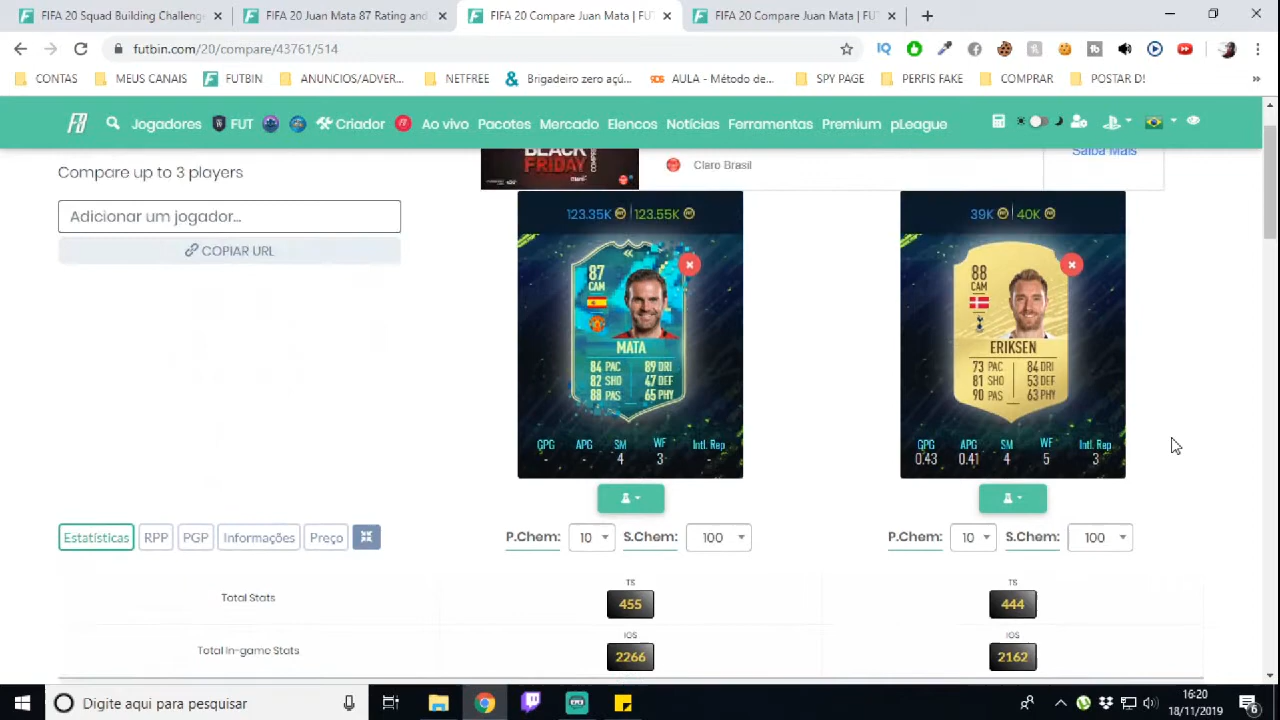 FIFA 20 Squad Building Challenge
FIFA 20 Juan Mata 87 Rating and
FIFA 20 Compare Juan Mata | FUT
FIFA 20 Compare Juan Mata | FUT
futbin.com/20/compare/43761/514
CONTAS
MEUS CANAIS
FUTBIN
ANUNCIOS/ADVER...
NETFREE
Brigadeiro zero açú...
AULA - Método de...
SPY PAGE
PERFIS FAKE
COMPRAR
POSTAR D!
Jogadores
FUT
Criador
Ao vivo
Pacotes
Mercado
Elencos
Notícias
Ferramentas
Premium
pLeague
BLACK
FRIDAY
Claro Brasil
Saiba Mais
Compare up to 3 players
Adicionar um jogador...
COPIAR URL
123.35K | 123.55K
87
CAM
MATA
84 PAC 89 DRI
82 SHO 47 DEF
88 PAS 65 PHY
GPG APG SM WF Intl. Rep
- - 4 3 -
39K | 40K
88
CAM
ERIKSEN
73 PAC 84 DRI
81 SHO 53 DEF
90 PAS 63 PHY
GPG APG SM WF Intl. Rep
0.43 0.41 4 5 3
Estatísticas
RPP
PGP
Informações
Preço
P.Chem: 10 S.Chem: 100
P.Chem: 10 S.Chem: 100
TS TS
Total Stats 455 444
IGS IGS
Total In-game Stats 2266 2162
Digite aqui para pesquisar
16:20
18/11/2019
6